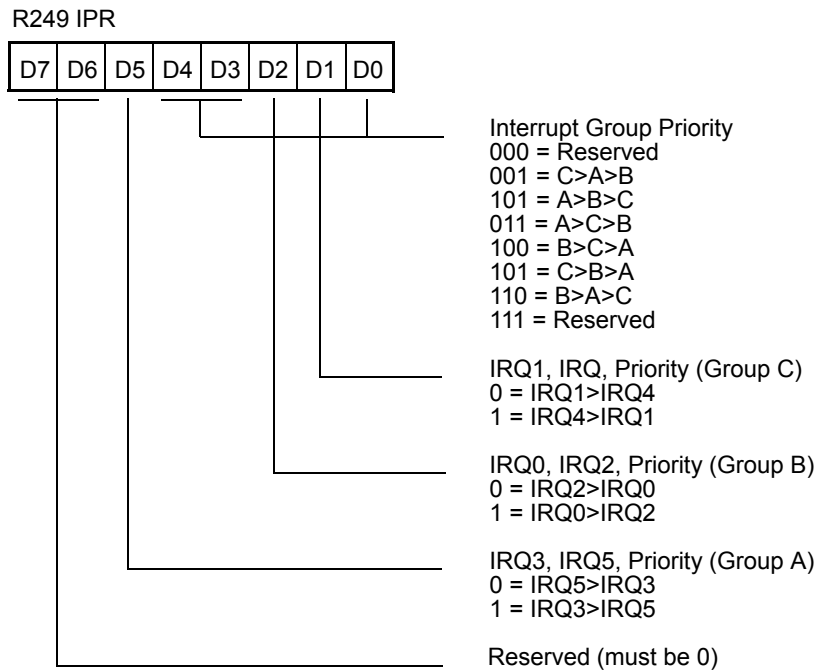 R249 IPR
D7 D6 D5 D4 D3 D2 D1 D0
Interrupt Group Priority
000 = Reserved
001 = C>A>B
101 = A>B>C
011 = A>C>B
100 = B>C>A
101 = C>B>A
110 = B>A>C
111 = Reserved
IRQ1, IRQ, Priority (Group C)
0 = IRQ1>IRQ4
1 = IRQ4>IRQ1
IRQ0, IRQ2, Priority (Group B)
0 = IRQ2>IRQ0
1 = IRQ0>IRQ2
IRQ3, IRQ5, Priority (Group A)
0 = IRQ5>IRQ3
1 = IRQ3>IRQ5
Reserved (must be 0)